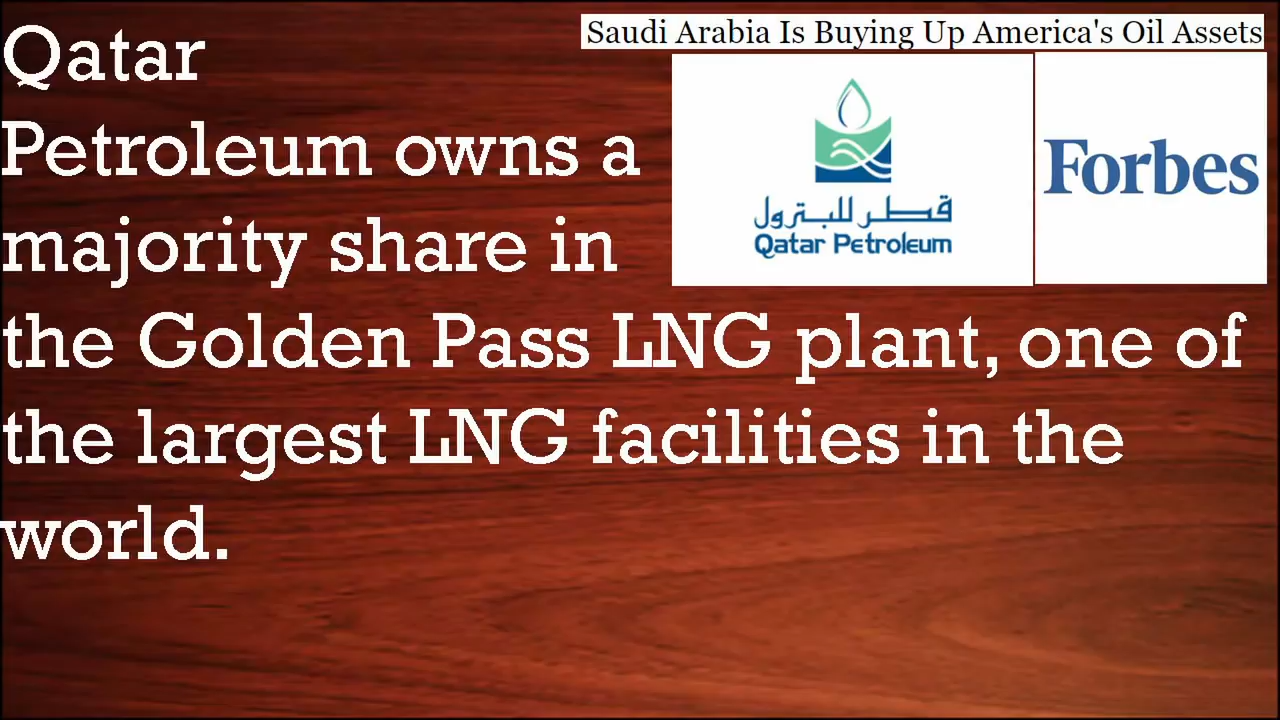 Saudi Arabia Is Buying Up America's Oil Assets
Qatar
Petroleum owns a
majority share in
the Golden Pass LNG plant, one of
the largest LNG facilities in the
world.
قطر للبترول
Qatar Petroleum
Forbes